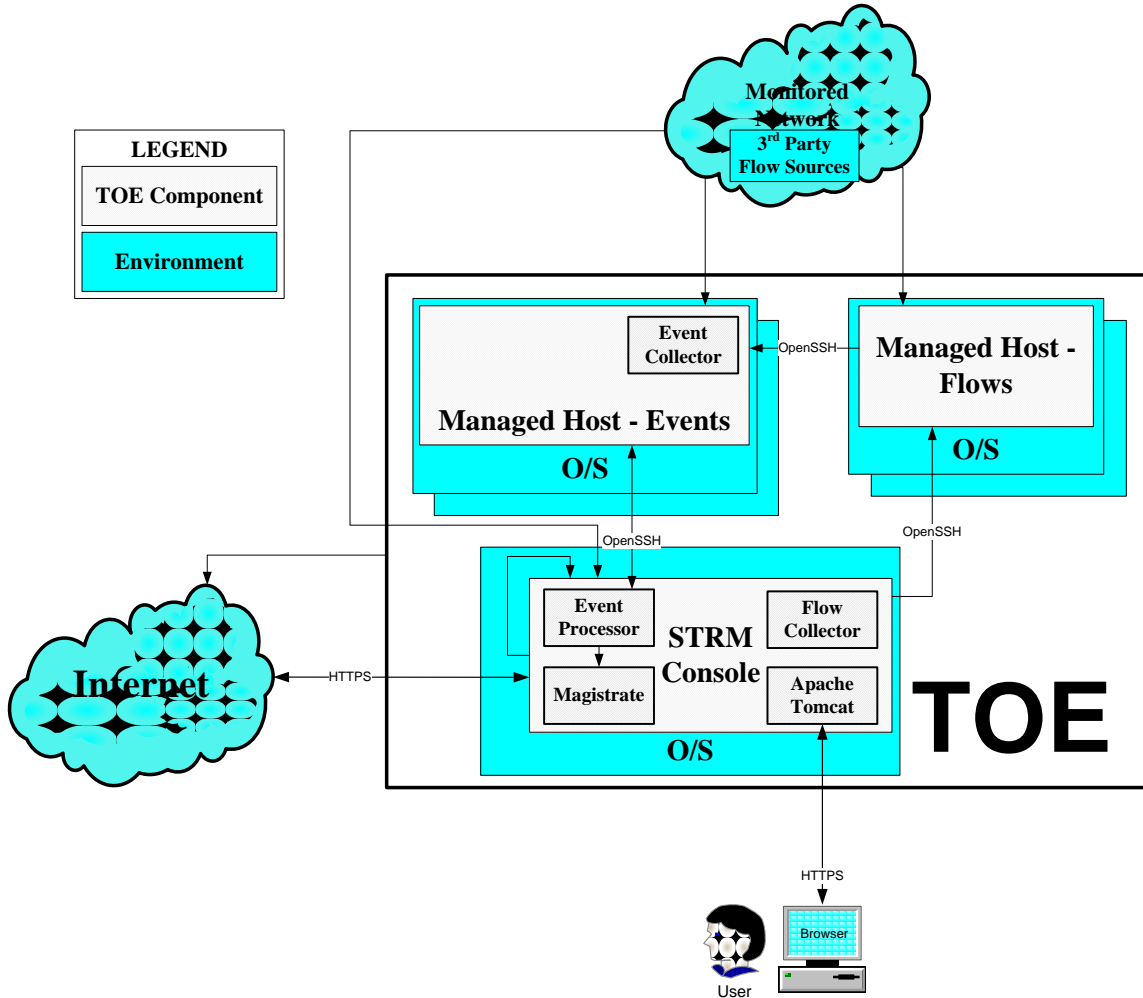 Monitored
Network
3rd Party
Flow Sources
LEGEND
TOE Component
Environment
Event
Collector
Managed Host - Events
O/S
OpenSSH
Managed Host -
Flows
O/S
OpenSSH
OpenSSH
Event
Processor
Magistrate
STRM
Console
Flow
Collector
Apache
Tomcat
O/S
TOE
Internet
HTTPS
HTTPS
Browser
User